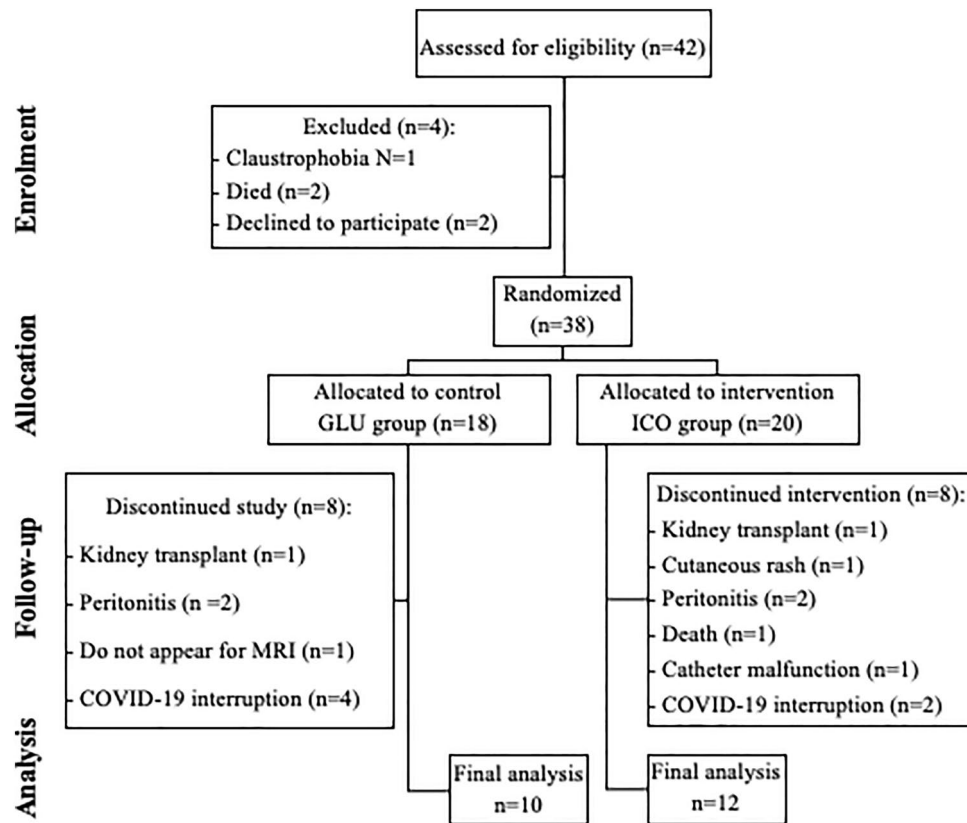 Assessed for eligibility (n=42)
Enrolment
Excluded (n=4):
- Claustrophobia N=1
- Died (n=2)
- Declined to participate (n=2)
Randomized
(n=38)
Allocation
Allocated to control
GLU group (n=18)
Allocated to intervention
ICO group (n=20)
Follow-up
Discontinued study (n=8):
- Kidney transplant (n=1)
- Peritonitis (n =2)
- Do not appear for MRI (n=1)
- COVID-19 interruption (n=4)
Discontinued intervention (n=8):
- Kidney transplant (n=1)
- Cutaneous rash (n=1)
- Peritonitis (n=2)
- Death (n=1)
- Catheter malfunction (n=1)
- COVID-19 interruption (n=2)
Analysis
Final analysis
n=10
Final analysis
n=12